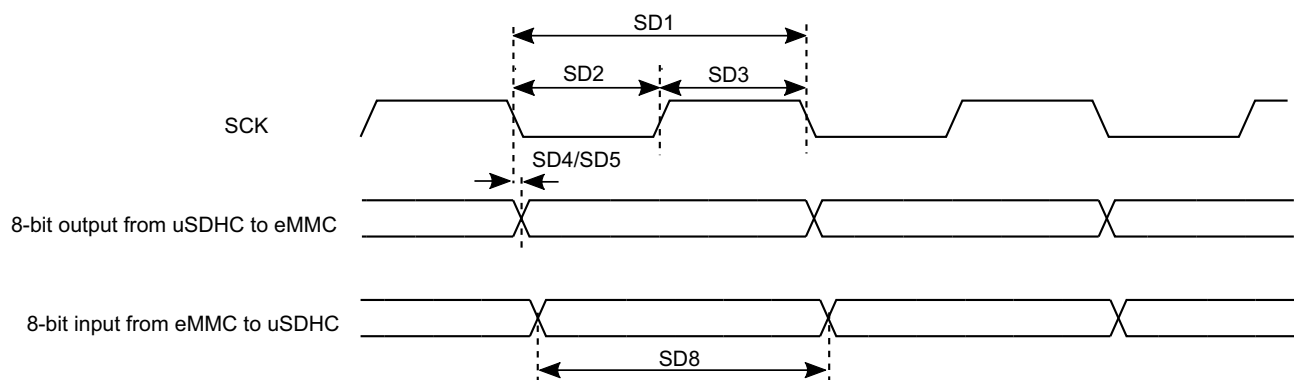 SD1
SD2
SD3
SCK
SD4/SD5
8-bit output from uSDHC to eMMC
8-bit input from eMMC to uSDHC
SD8